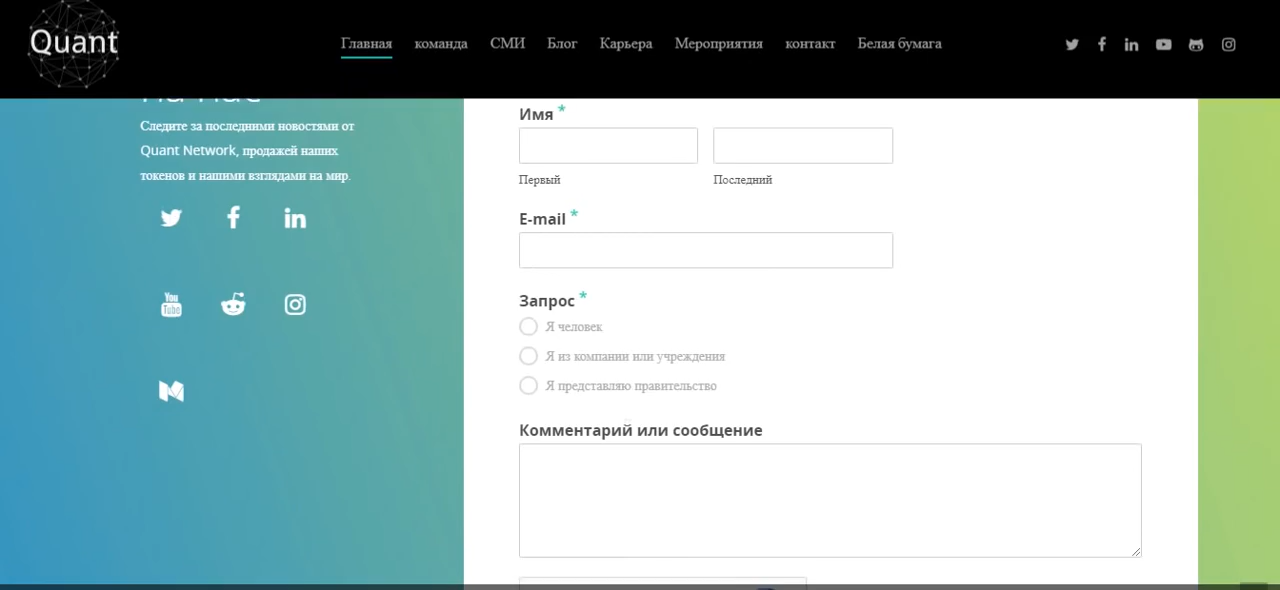 Quant
Главная команда СМИ Блог Карьера Мероприятия контакт Белая бумага
Следите за последними новостями от
Quant Network, продажей наших
токенов и нашими взглядами на мир.
You
Tube
Имя *
Первый Последний
E-mail *
Запрос *
Я человек
Я из компании или учреждения
Я представляю правительство
Комментарий или сообщение